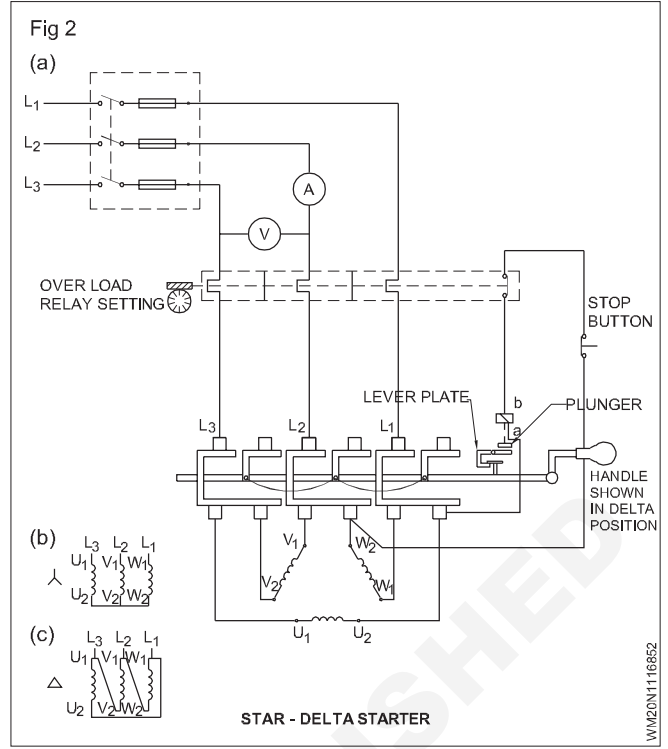 Fig 2
(a)
L1
L2
L3
A
V
OVER LOAD
RELAY SETTING
STOP
BUTTON
LEVER PLATE
b
a
PLUNGER
L3
L2
L1
HANDLE
SHOWN
IN DELTA
POSITION
V1
W2
V2
W1
U1
U2
(b)
L3 L2 L1
U1 V1 W1
U2 V2 W2
(c)
L3 L2 L1
U1 V1 W1
U2 V2 W2
STAR - DELTA STARTER
WM20N1116852
SHED